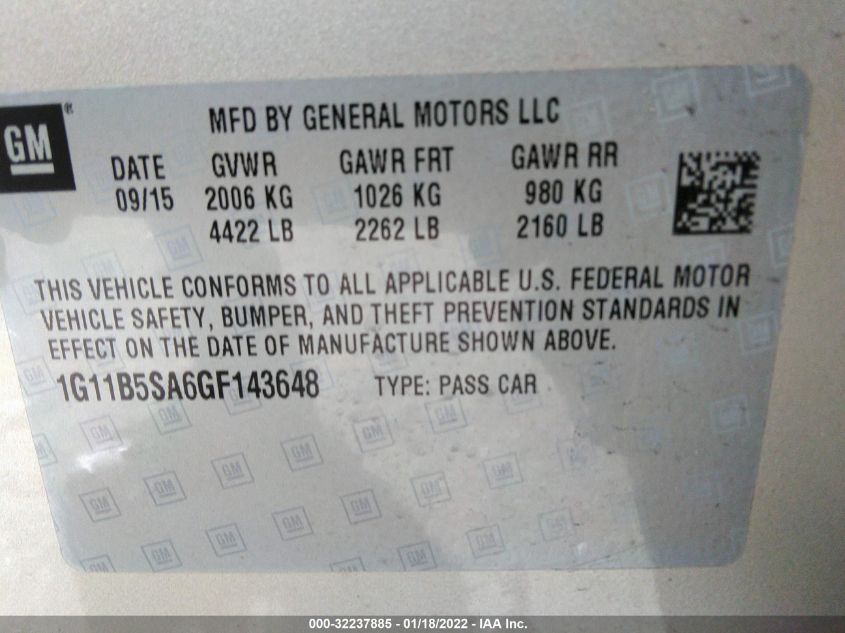 GM ®
MFD BY GENERAL MOTORS LLC
DATE GVWR GAWR FRT GAWR RR
09/15 2006 KG 1026 KG 980 KG
4422 LB 2262 LB 2160 LB
THIS VEHICLE CONFORMS TO ALL APPLICABLE U.S. FEDERAL MOTOR
VEHICLE SAFETY, BUMPER, AND THEFT PREVENTION STANDARDS IN
EFFECT ON THE DATE OF MANUFACTURE SHOWN ABOVE.
1G11B5SA6GF143648 TYPE: PASS CAR
000-32237885 - 01/18/2022 - IAA Inc.